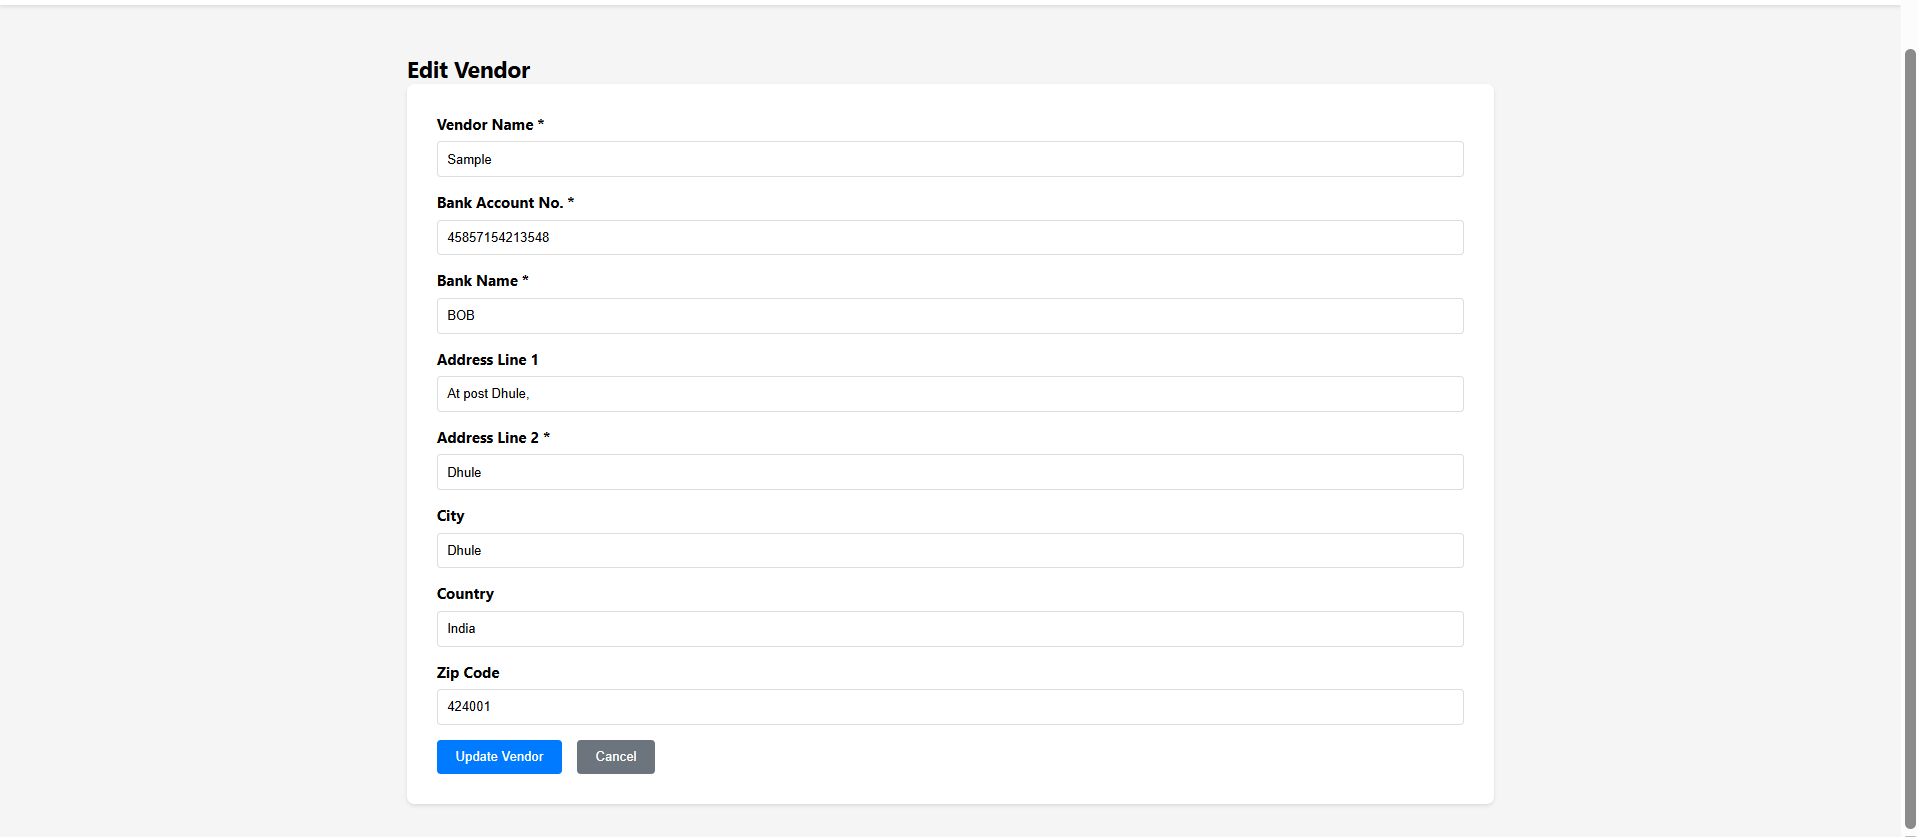 Edit Vendor
Vendor Name *
Sample
Bank Account No. *
45857154213548
Bank Name *
BOB
Address Line 1
At post Dhule,
Address Line 2 *
Dhule
City
Dhule
Country
India
Zip Code
424001
Update Vendor Cancel